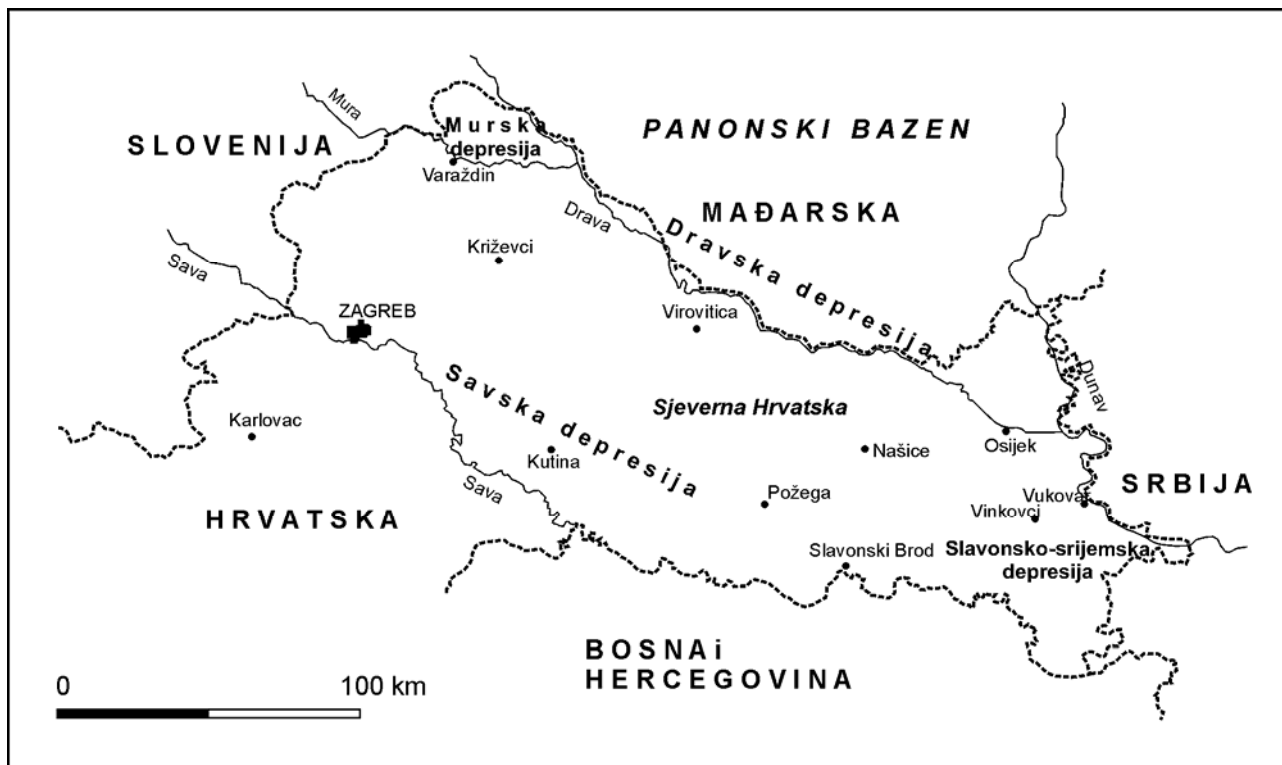 Mura
SLOVENIJA
Murska
depresija
Varaždin
PANONSKI BAZEN
MAĐARSKA
Drava
Dravska depresija
Križevci
Sava
ZAGREB
Virovitica
Dunav
Savska depresija
Sjeverna Hrvatska
Karlovac
Kutina
Našice
Osijek
Sava
Požega
SRBIJA
HRVATSKA
Vukovar
Vinkovci
Slavonski Brod
Slavonsko-srijemska
depresija
BOSNA i
HERCEGOVINA
0 100 km